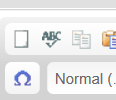 ABC
Ω
Normal (.